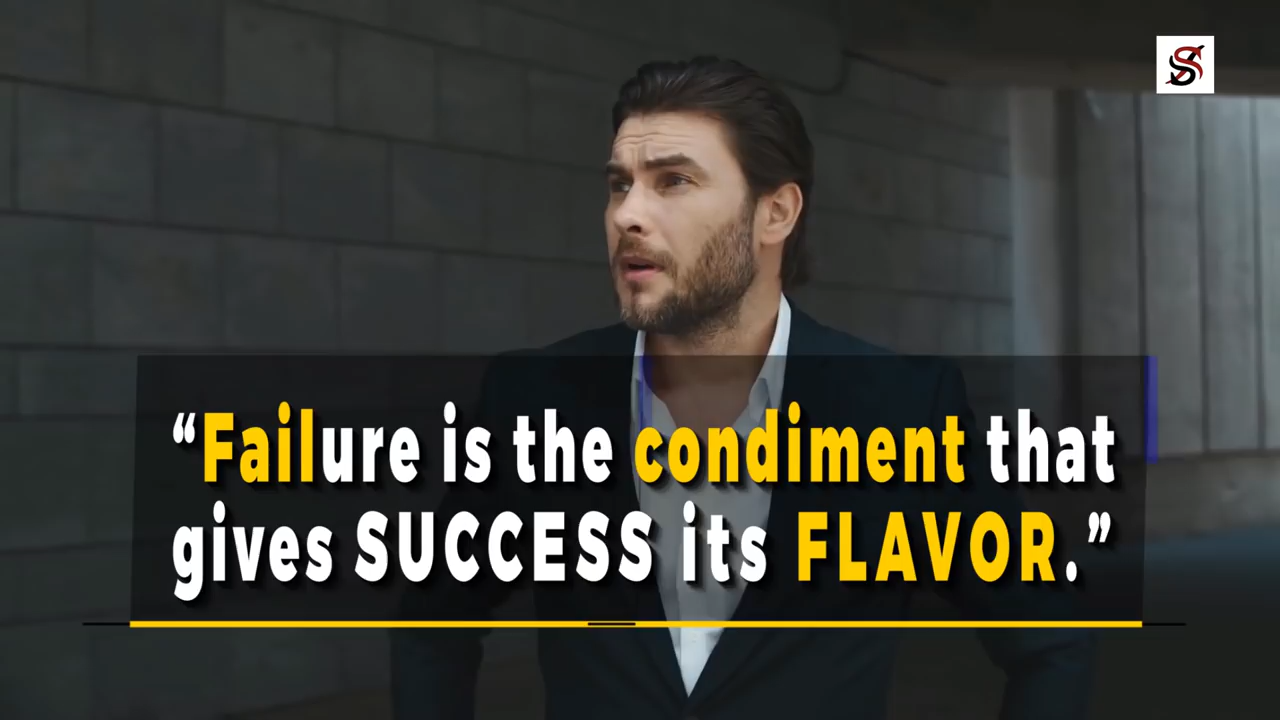 “Failure is the condiment that
gives SUCCESS its FLAVOR.”